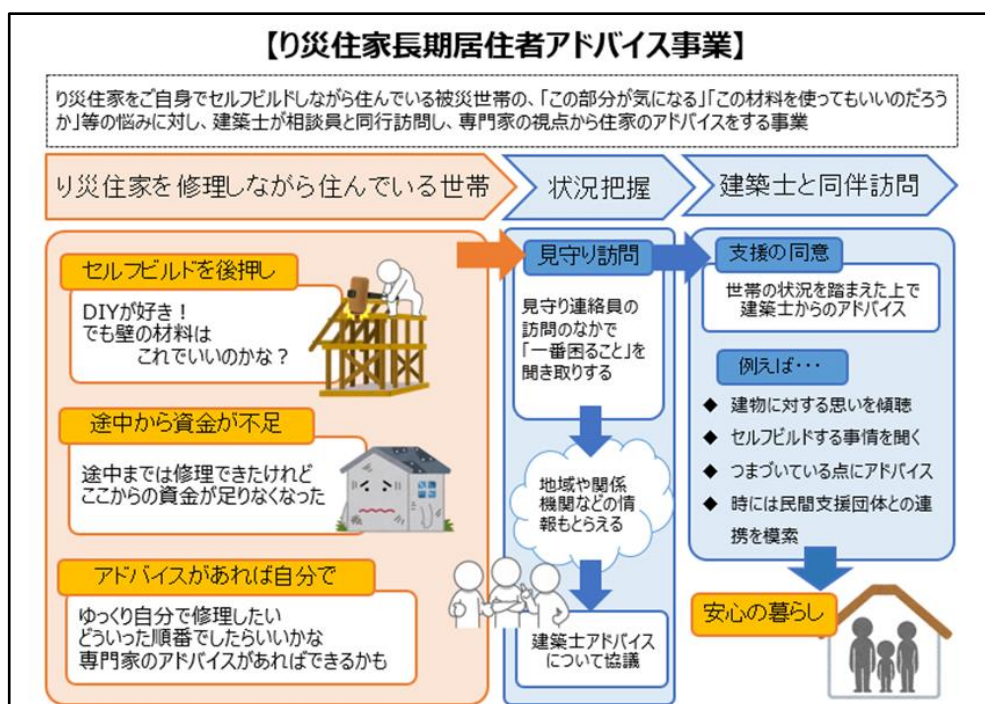 【り災住家長期居住者アドバイス事業】
り災住家をご自身でセルフビルドしながら住んでいる被災世帯の、「この部分が気になる」「この材料を使ってもいいのだろう
か」等の悩みに対し、建築士が相談員と同行訪問し、専門家の視点から住家のアドバイスをする事業
り災住家を修理しながら住んでいる世帯
セルフビルドを後押し
DIYが好き！
でも壁の材料は
これでいいのかな？
途中から資金が不足
途中までは修理できたけれど
ここからの資金が足りなくなった
アドバイスがあれば自分で
ゆっくり自分で修理したい
どういった順番でしたらいいかな
専門家のアドバイスがあればできるかも
状況把握
見守り訪問
見守り連絡員の
訪問のなかで
「一番困ること」を
聞き取りする
地域や関係
機関などの情
報もとらえる
建築士アドバイス
について協議
建築士と同伴訪問
支援の同意
世帯の状況を踏まえた上で
建築士からのアドバイス
例えば・・・
◆ 建物に対する思いを傾聴
◆ セルフビルドする事情を聞く
◆ つまづいている点にアドバイス
◆ 時には民間支援団体との連
携を模索
安心の暮らし